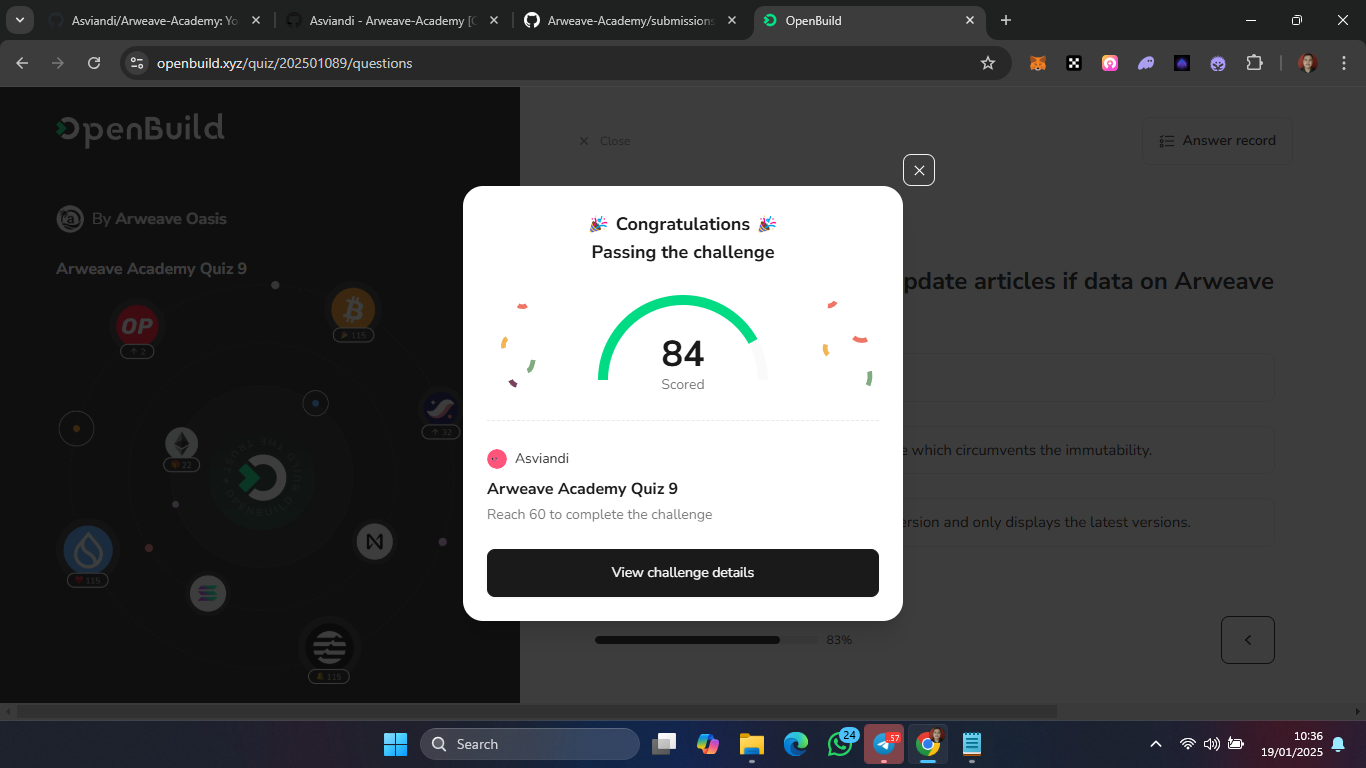 Asviandi/Arweave-Academy: Yo
Asviandi - Arweave-Academy [C
Arweave-Academy/submissions
OpenBuild
openbuild.xyz/quiz/202501089/questions
OpenBuild
Close
Answer record
By Arweave Oasis
Arweave Academy Quiz 9
🎉 Congratulations 🎉
Passing the challenge
84
Scored
Asviandi
Arweave Academy Quiz 9
Reach 60 to complete the challenge
View challenge details
pdate articles if data on Arweave
e which circumvents the immutability.
ersion and only displays the latest versions.
83%
OP
2
115
32
22
115
115
Search
24
57
10:36
19/01/2025